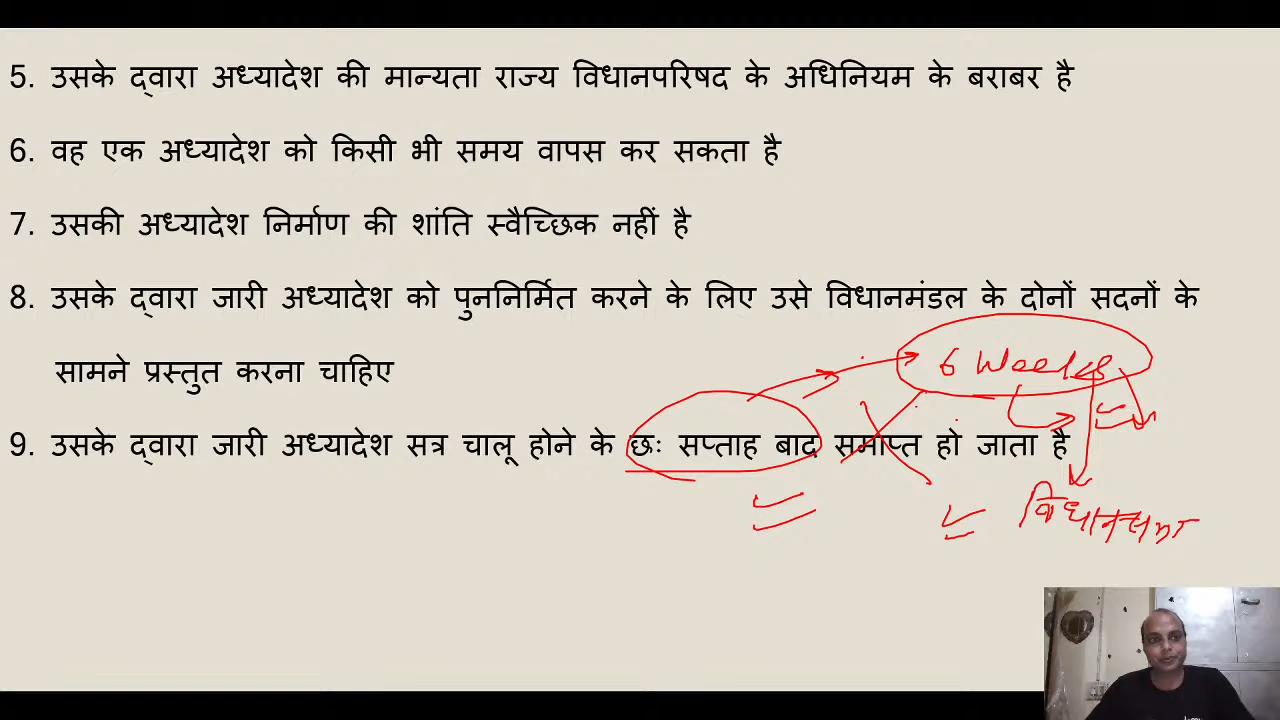 5. उसके द्वारा अध्यादेश की मान्यता राज्य विधानपरिषद के अधिनियम के बराबर है
6. वह एक अध्यादेश को किसी भी समय वापस कर सकता है
7. उसकी अध्यादेश निर्माण की शांति स्वैच्छिक नहीं है
8. उसके द्वारा जारी अध्यादेश को पुननिर्मित करने के लिए उसे विधानमंडल के दोनों सदनों के
सामने प्रस्तुत करना चाहिए
6 Weeks
9. उसके द्वारा जारी अध्यादेश सत्र चालू होने के छः सप्ताह बाद समाप्त हो जाता है
विधानसभा